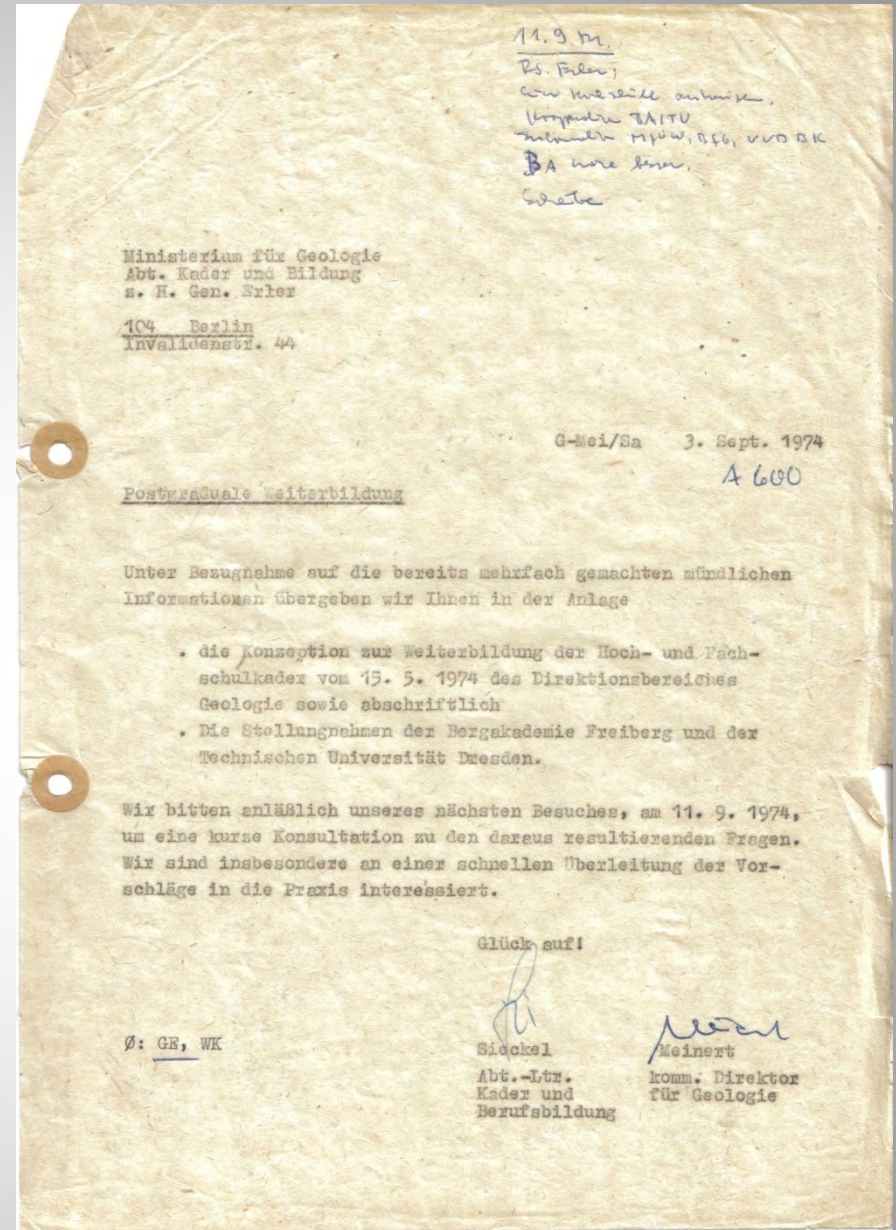 11.9 m.
Erler;
BA
Ministerium für Geologie
Abt. Kader und Bildung
z. H. Gen. Erler
104 Berlin
Invalidenstr. 44
G-Mei/Sa 3. Sept. 1974
A 600
Postgraduale Weiterbildung
Unter Bezugnahme auf die bereits mehrfach gemachten mündlichen
Informationen übergeben wir Ihnen in der Anlage
. die Konzeption zur Weiterbildung der Hoch- und Fach-
schulkader vom 15. 5. 1974 des Direktionsbereiches
Geologie sowie abschriftlich
. Die Stellungnahmen der Bergakademie Freiberg und der
Technischen Universität Dresden.
Wir bitten anläßlich unseres nächsten Besuches, am 11. 9. 1974,
um eine kurze Konsultation zu den daraus resultierenden Fragen.
Wir sind insbesondere an einer schnellen Überleitung der Vor-
schläge in die Praxis interessiert.
Glück auf!
Ø: GE, WK
Sieckel Meinert
Abt.-Ltr. komm. Direktor
Kader und für Geologie
Berufsbildung